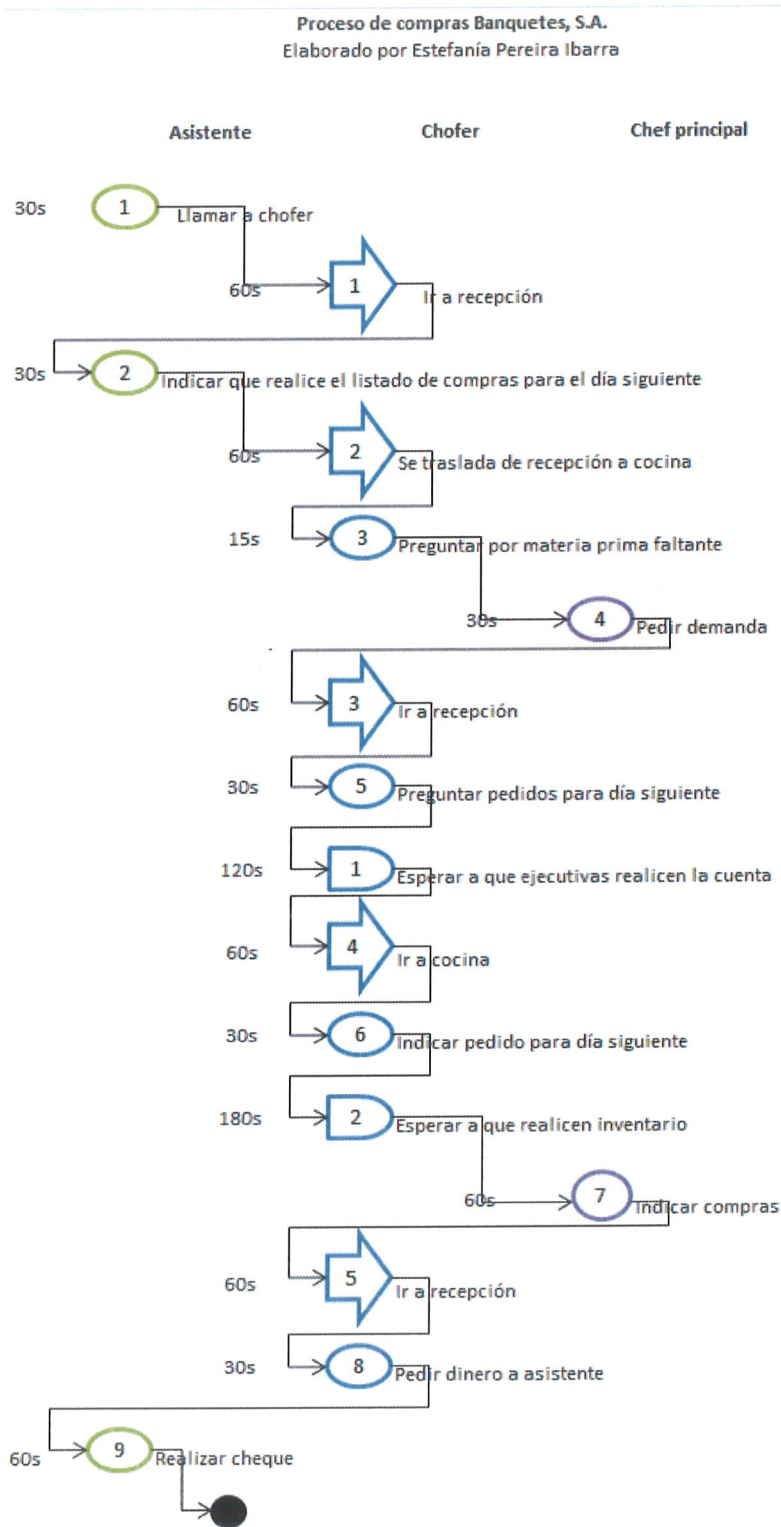 Proceso de compras Banquetes, S.A.
Elaborado por Estefanía Pereira Ibarra
Asistente Chofer Chef principal
30s 1 Llamar a chofer
60s 1 Ir a recepción
30s 2 Indicar que realice el listado de compras para el día siguiente
60s 2 Se traslada de recepción a cocina
15s 3 Preguntar por materia prima faltante
30s 4 Pedir demanda
60s 3 Ir a recepción
30s 5 Preguntar pedidos para día siguiente
120s 1 Esperar a que ejecutivas realicen la cuenta
60s 4 Ir a cocina
30s 6 Indicar pedido para día siguiente
180s 2 Esperar a que realicen inventario
60s 7 Indicar compras
60s 5 Ir a recepción
30s 8 Pedir dinero a asistente
60s 9 Realizar cheque